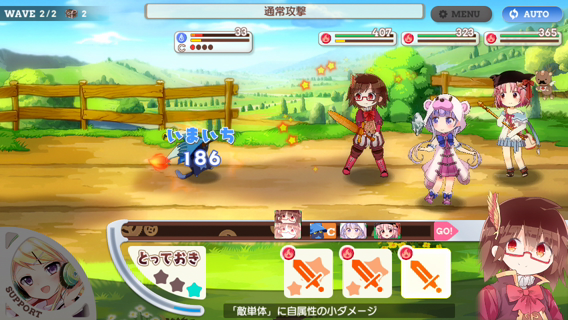 WAVE 2/2
2
通常攻撃
MENU
AUTO
33
C
407
323
365
いまいち
186
C
GO!
とっておき
SUPPORT
「敵単体」に自属性の小ダメージ